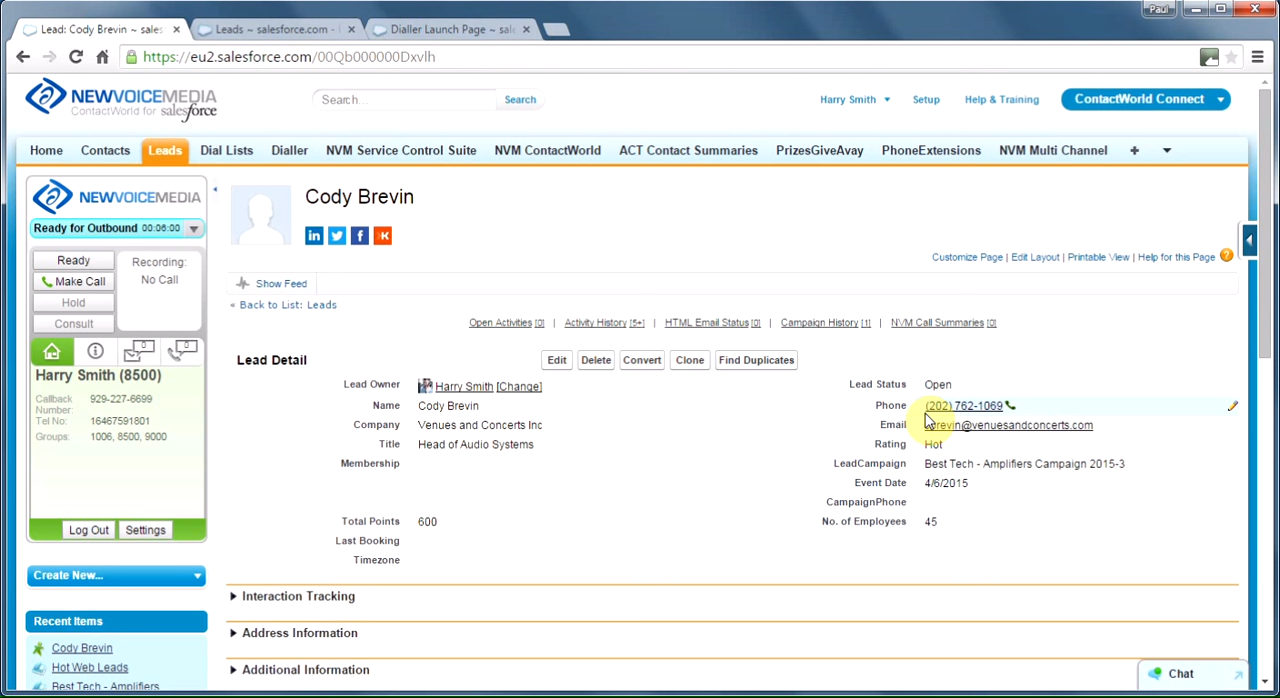 Paul
Lead: Cody Brevin ~ sales
Leads ~ salesforce.com -
Dialler Launch Page ~ sale
https://eu2.salesforce.com/00Qb000000Dxvlh
NEWVOICEMEDIA
ContactWorld for salesforce
Search...
Search
Harry Smith
Setup
Help & Training
ContactWorld Connect
Home
Contacts
Leads
Dial Lists
Dialler
NVM Service Control Suite
NVM ContactWorld
ACT Contact Summaries
PrizesGiveAvay
PhoneExtensions
NVM Multi Channel
+
NEWVOICEMEDIA
Ready for Outbound 00:06:00
Ready
Make Call
Hold
Consult
Recording:
No Call
0
0
Harry Smith (8500)
Callback Number: 929-227-6699
Tel No: 16467591801
Groups: 1006, 8500, 9000
Log Out
Settings
Create New...
Recent Items
Cody Brevin
Hot Web Leads
Best Tech - Amplifiers
Cody Brevin
in
Customize Page | Edit Layout | Printable View | Help for this Page ?
Show Feed
« Back to List: Leads
Open Activities [0] | Activity History [5+] | HTML Email Status [0] | Campaign History [1] | NVM Call Summaries [0]
Lead Detail
Edit
Delete
Convert
Clone
Find Duplicates
Lead Owner Harry Smith [Change]
Name Cody Brevin
Company Venues and Concerts Inc
Title Head of Audio Systems
Membership
Total Points 600
Last Booking
Timezone
Lead Status Open
Phone (202) 762-1069
Email brevin@venuesandconcerts.com
Rating Hot
LeadCampaign Best Tech - Amplifiers Campaign 2015-3
Event Date 4/6/2015
CampaignPhone
No. of Employees 45
Interaction Tracking
Address Information
Additional Information
Chat